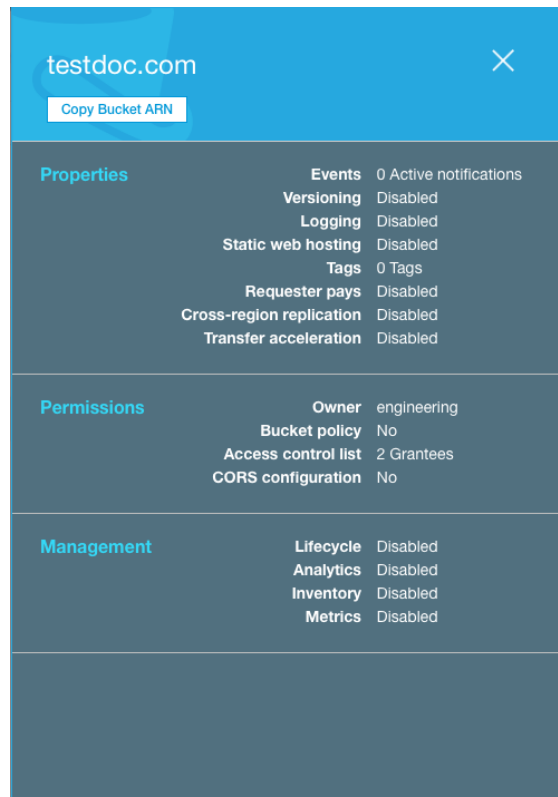 testdoc.com
Copy Bucket ARN
Properties Events 0 Active notifications
Versioning Disabled
Logging Disabled
Static web hosting Disabled
Tags 0 Tags
Requester pays Disabled
Cross-region replication Disabled
Transfer acceleration Disabled
Permissions Owner engineering
Bucket policy No
Access control list 2 Grantees
CORS configuration No
Management Lifecycle Disabled
Analytics Disabled
Inventory Disabled
Metrics Disabled